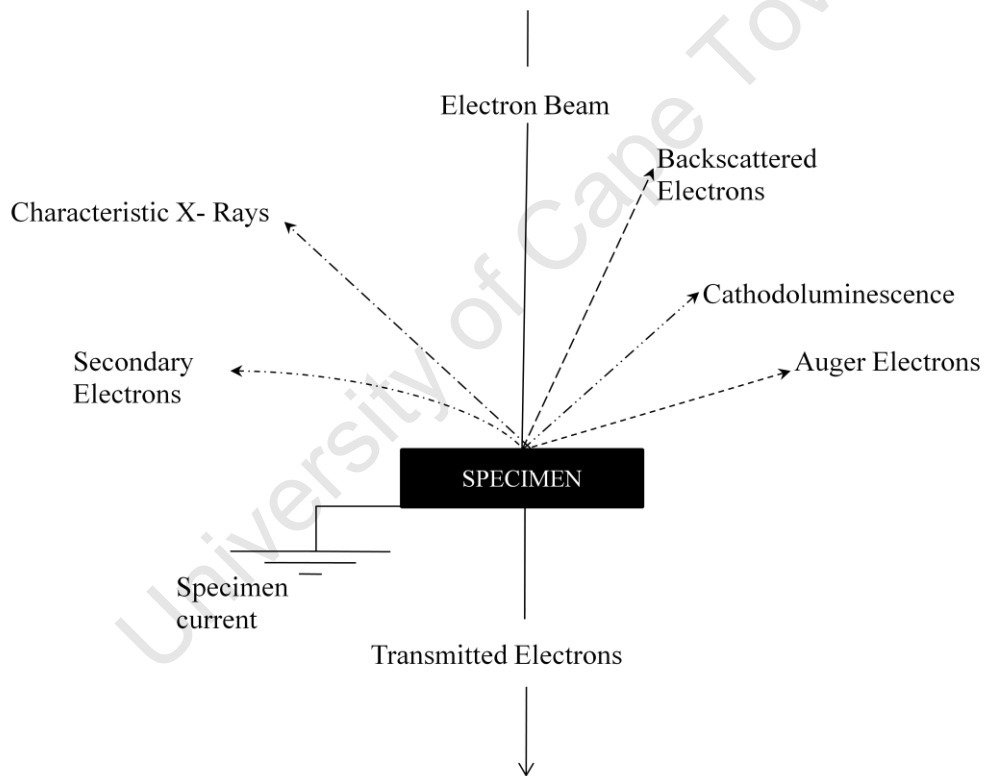 Electron Beam
Backscattered
Electrons
Characteristic X- Rays
Cathodoluminescence
Secondary
Electrons
Auger Electrons
SPECIMEN
Specimen
current
Transmitted Electrons
University of Cape Tow